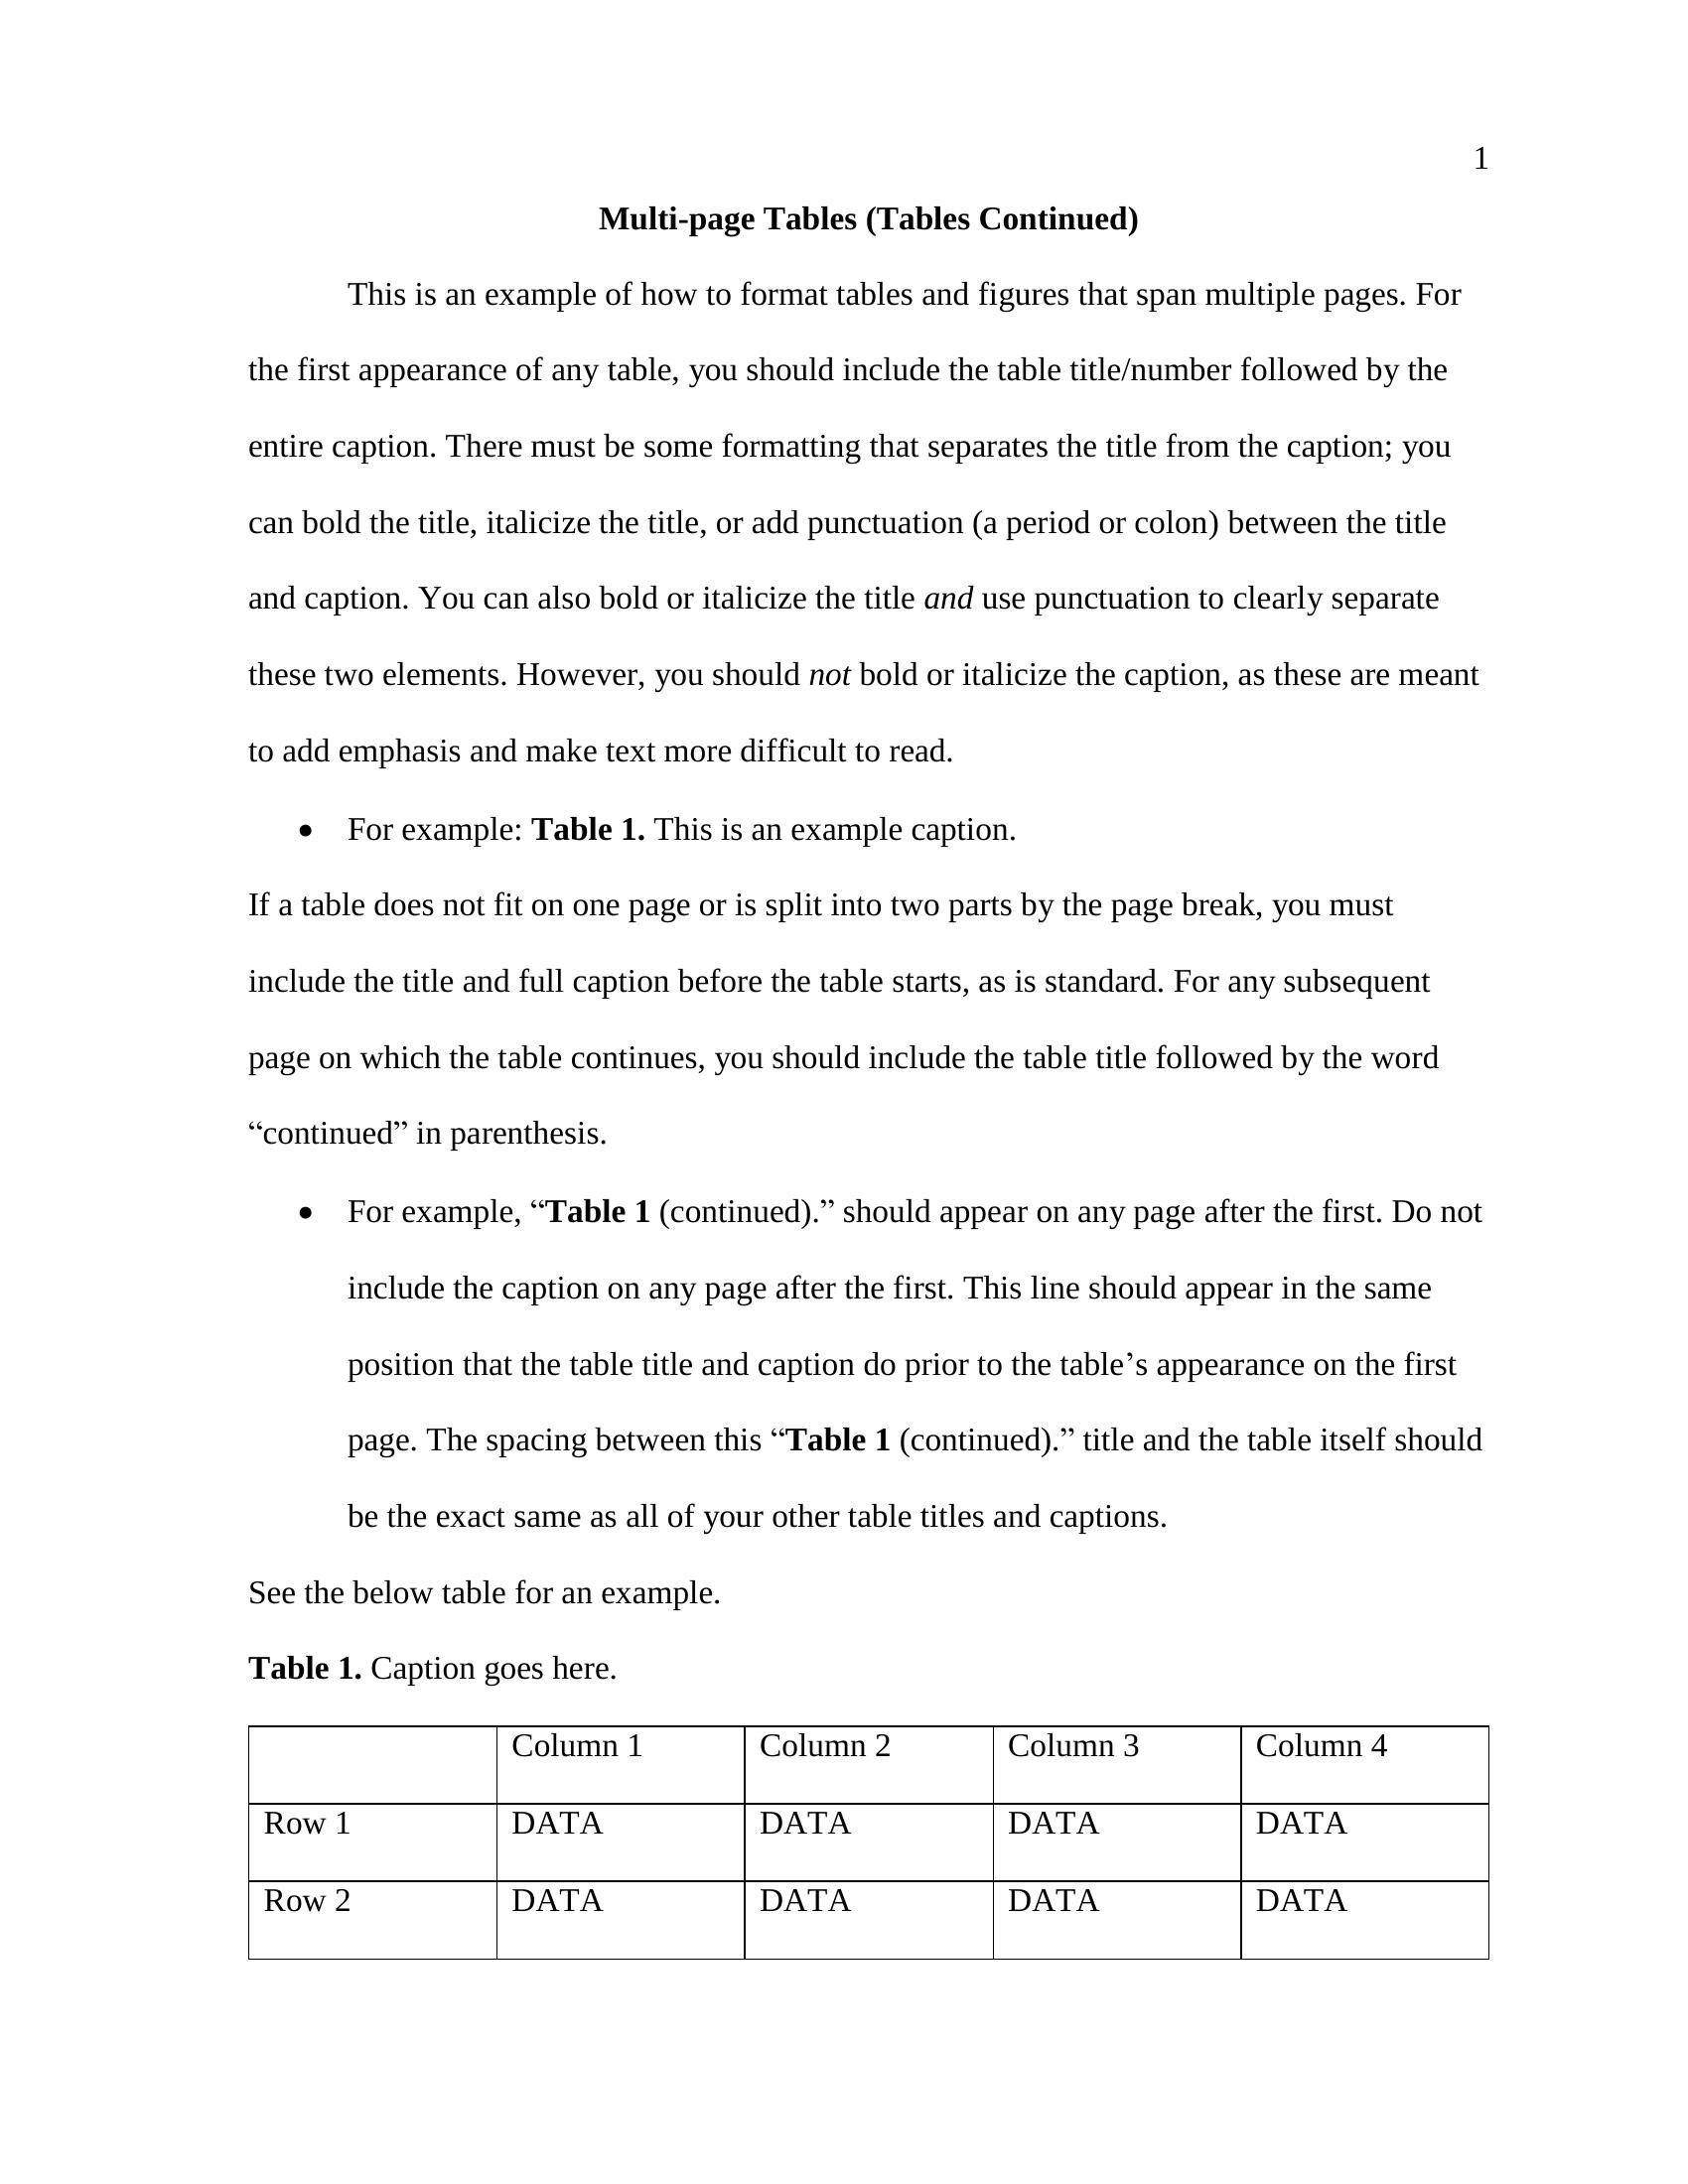 1
Multi-page Tables (Tables Continued)
This is an example of how to format tables and figures that span multiple pages. For
the first appearance of any table, you should include the table title/number followed by the
entire caption. There must be some formatting that separates the title from the caption; you
can bold the title, italicize the title, or add punctuation (a period or colon) between the title
and caption. You can also bold or italicize the title and use punctuation to clearly separate
these two elements. However, you should not bold or italicize the caption, as these are meant
to add emphasis and make text more difficult to read.
• For example: Table 1. This is an example caption.
If a table does not fit on one page or is split into two parts by the page break, you must
include the title and full caption before the table starts, as is standard. For any subsequent
page on which the table continues, you should include the table title followed by the word
“continued” in parenthesis.
• For example, “Table 1 (continued).” should appear on any page after the first. Do not
include the caption on any page after the first. This line should appear in the same
position that the table title and caption do prior to the table’s appearance on the first
page. The spacing between this “Table 1 (continued).” title and the table itself should
be the exact same as all of your other table titles and captions.
See the below table for an example.
Table 1. Caption goes here.
Column 1 Column 2 Column 3 Column 4
Row 1 DATA DATA DATA DATA
Row 2 DATA DATA DATA DATA